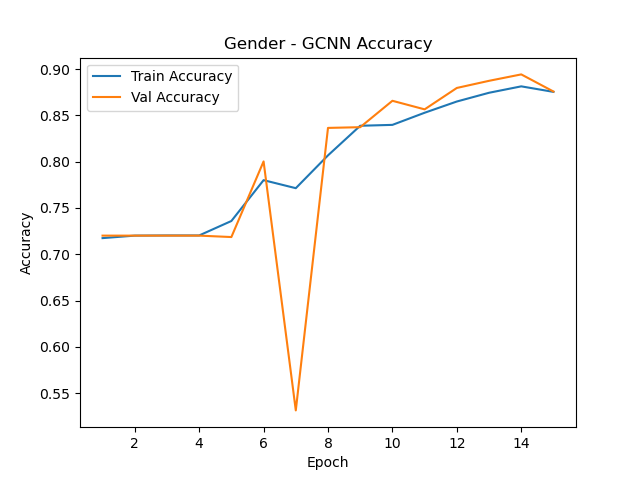 Gender - GCNN Accuracy
Train Accuracy
Val Accuracy
0.90
0.85
0.80
0.75
0.70
0.65
0.60
0.55
Accuracy
2 4 6 8 10 12 14
Epoch